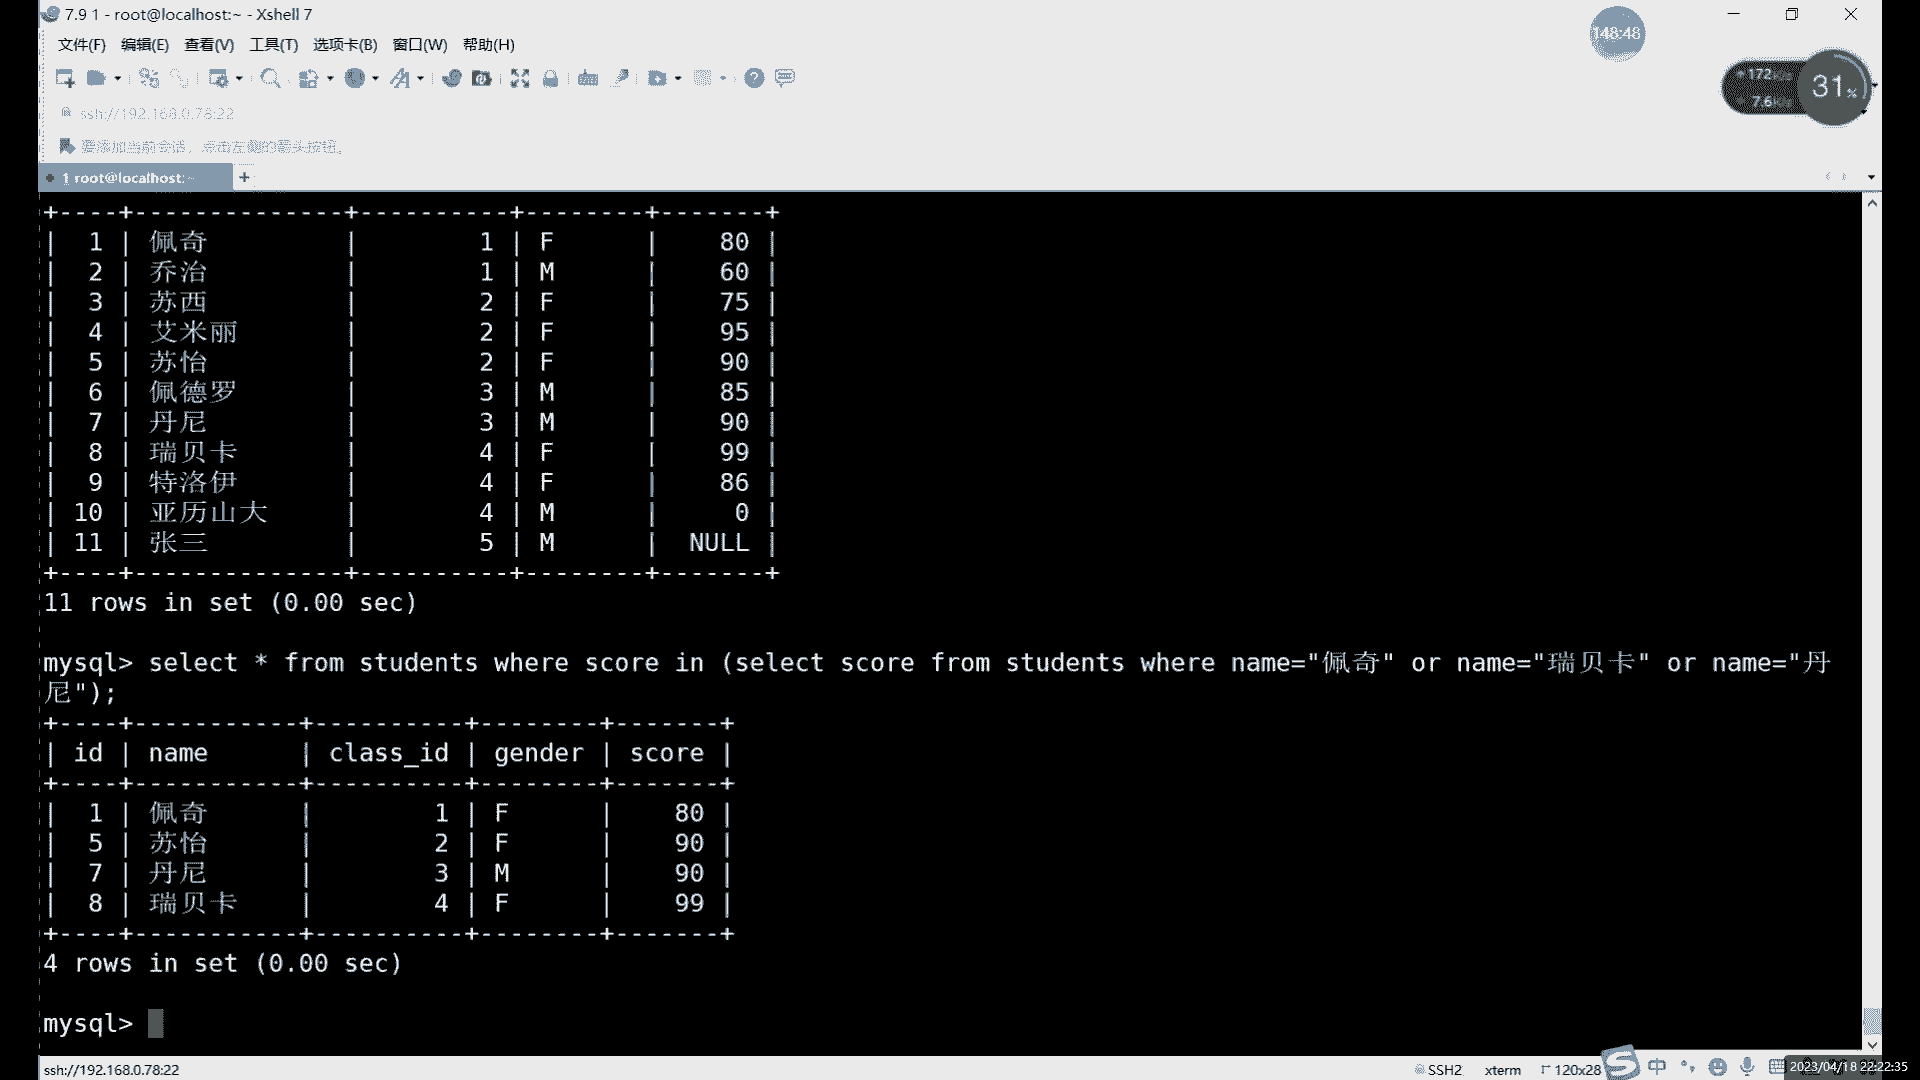 7.9 1 - root@localhost:~ - Xshell 7
148:48
文件(F) 编辑(E) 查看(V) 工具(T) 选项卡(B) 窗口(W) 帮助(H)
172
7.6
31%
ssh://192.168.0.78:22
要添加当前会话，点击左侧的箭头按钮。
1 root@localhost:~
+----+--------------+----------+--------+-------+
| 1 | 佩奇 | 1 | F | 80 |
| 2 | 乔治 | 1 | M | 60 |
| 3 | 苏西 | 2 | F | 75 |
| 4 | 艾米丽 | 2 | F | 95 |
| 5 | 苏怡 | 2 | F | 90 |
| 6 | 佩德罗 | 3 | M | 85 |
| 7 | 丹尼 | 3 | M | 90 |
| 8 | 瑞贝卡 | 4 | F | 99 |
| 9 | 特洛伊 | 4 | F | 86 |
| 10 | 亚历山大 | 4 | M | 0 |
| 11 | 张三 | 5 | M | NULL |
+----+--------------+----------+--------+-------+
11 rows in set (0.00 sec)
mysql> select * from students where score in (select score from students where name="佩奇" or name="瑞贝卡" or name="丹
尼");
+----+-----------+----------+--------+-------+
| id | name | class_id | gender | score |
+----+-----------+----------+--------+-------+
| 1 | 佩奇 | 1 | F | 80 |
| 5 | 苏怡 | 2 | F | 90 |
| 7 | 丹尼 | 3 | M | 90 |
| 8 | 瑞贝卡 | 4 | F | 99 |
+----+-----------+----------+--------+-------+
4 rows in set (0.00 sec)
mysql>
ssh://192.168.0.78:22
SSH2 xterm 120x28
中
2023/04/18 22:22:35